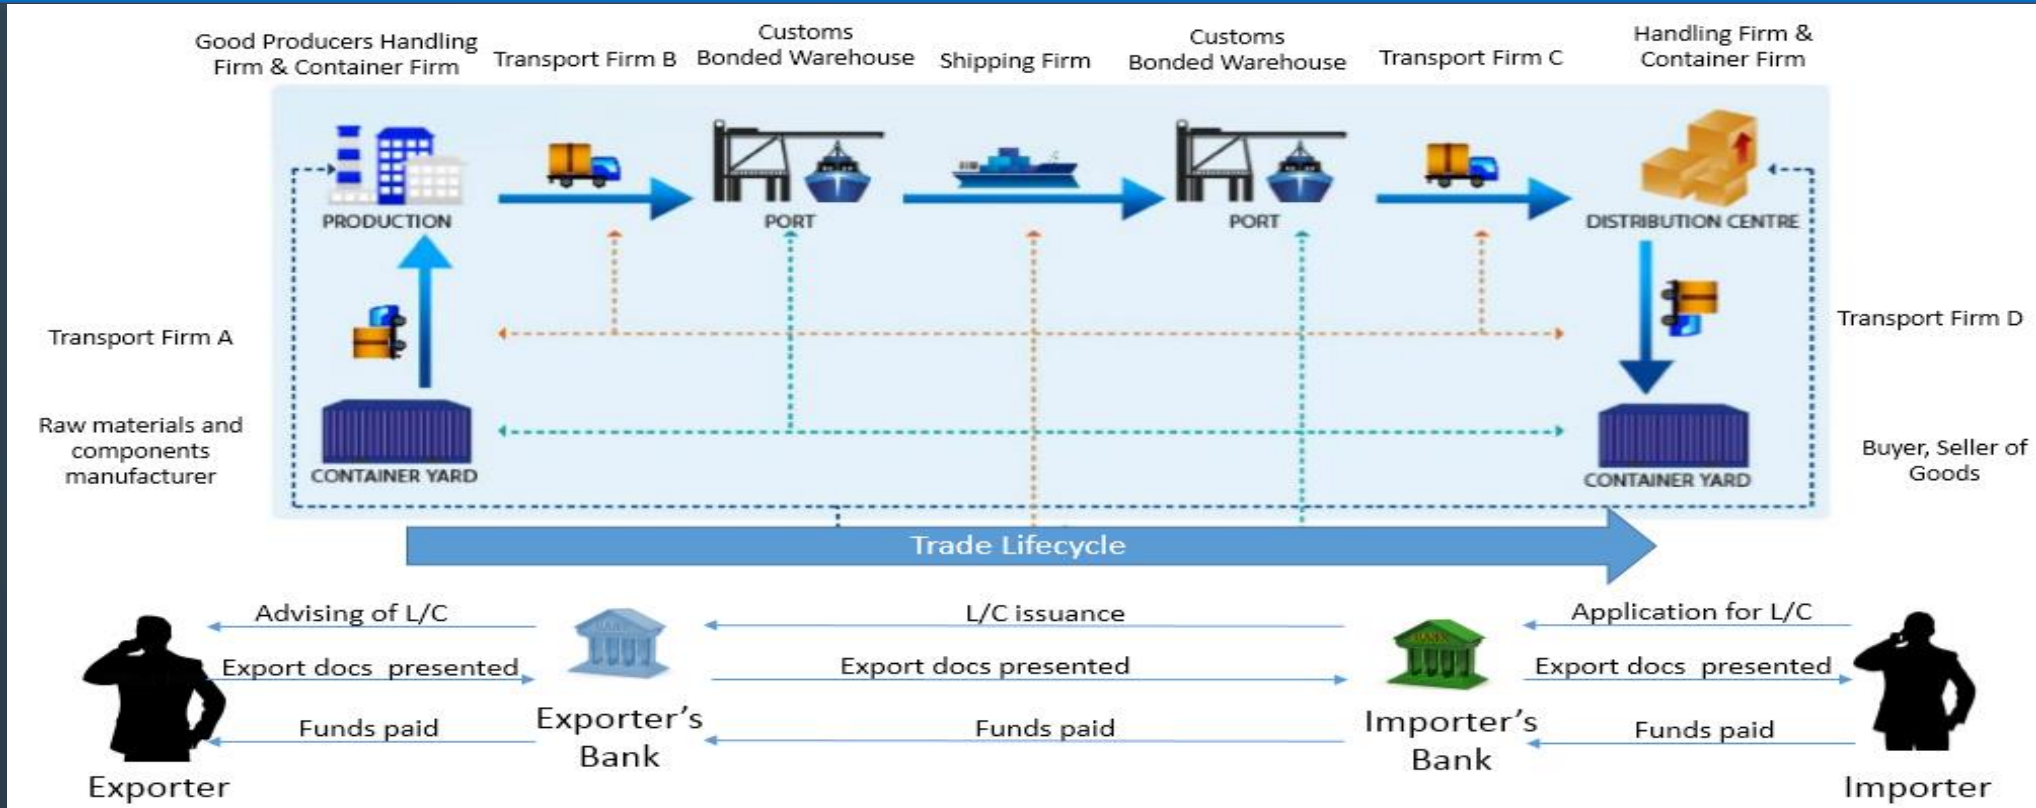 Good Producers Handling
Firm & Container Firm
Transport Firm B
Customs
Bonded Warehouse
Shipping Firm
Customs
Bonded Warehouse
Transport Firm C
Handling Firm &
Container Firm
PRODUCTION
PORT
PORT
DISTRIBUTION CENTRE
Transport Firm A
Transport Firm D
Raw materials and
components
manufacturer
CONTAINER YARD
CONTAINER YARD
Buyer, Seller of
Goods
Trade Lifecycle
Advising of L/C
L/C issuance
Application for L/C
Export docs presented
Export docs presented
Export docs presented
Funds paid
Exporter’s
Bank
Funds paid
Importer’s
Bank
Funds paid
Exporter
Importer